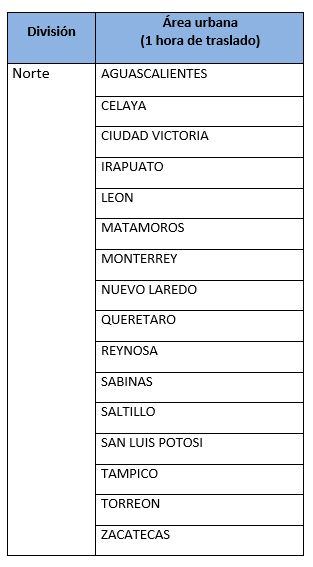 División
Área urbana
(1 hora de traslado)
Norte
AGUASCALIENTES
CELAYA
CIUDAD VICTORIA
IRAPUATO
LEON
MATAMOROS
MONTERREY
NUEVO LAREDO
QUERETARO
REYNOSA
SABINAS
SALTILLO
SAN LUIS POTOSI
TAMPICO
TORREON
ZACATECAS